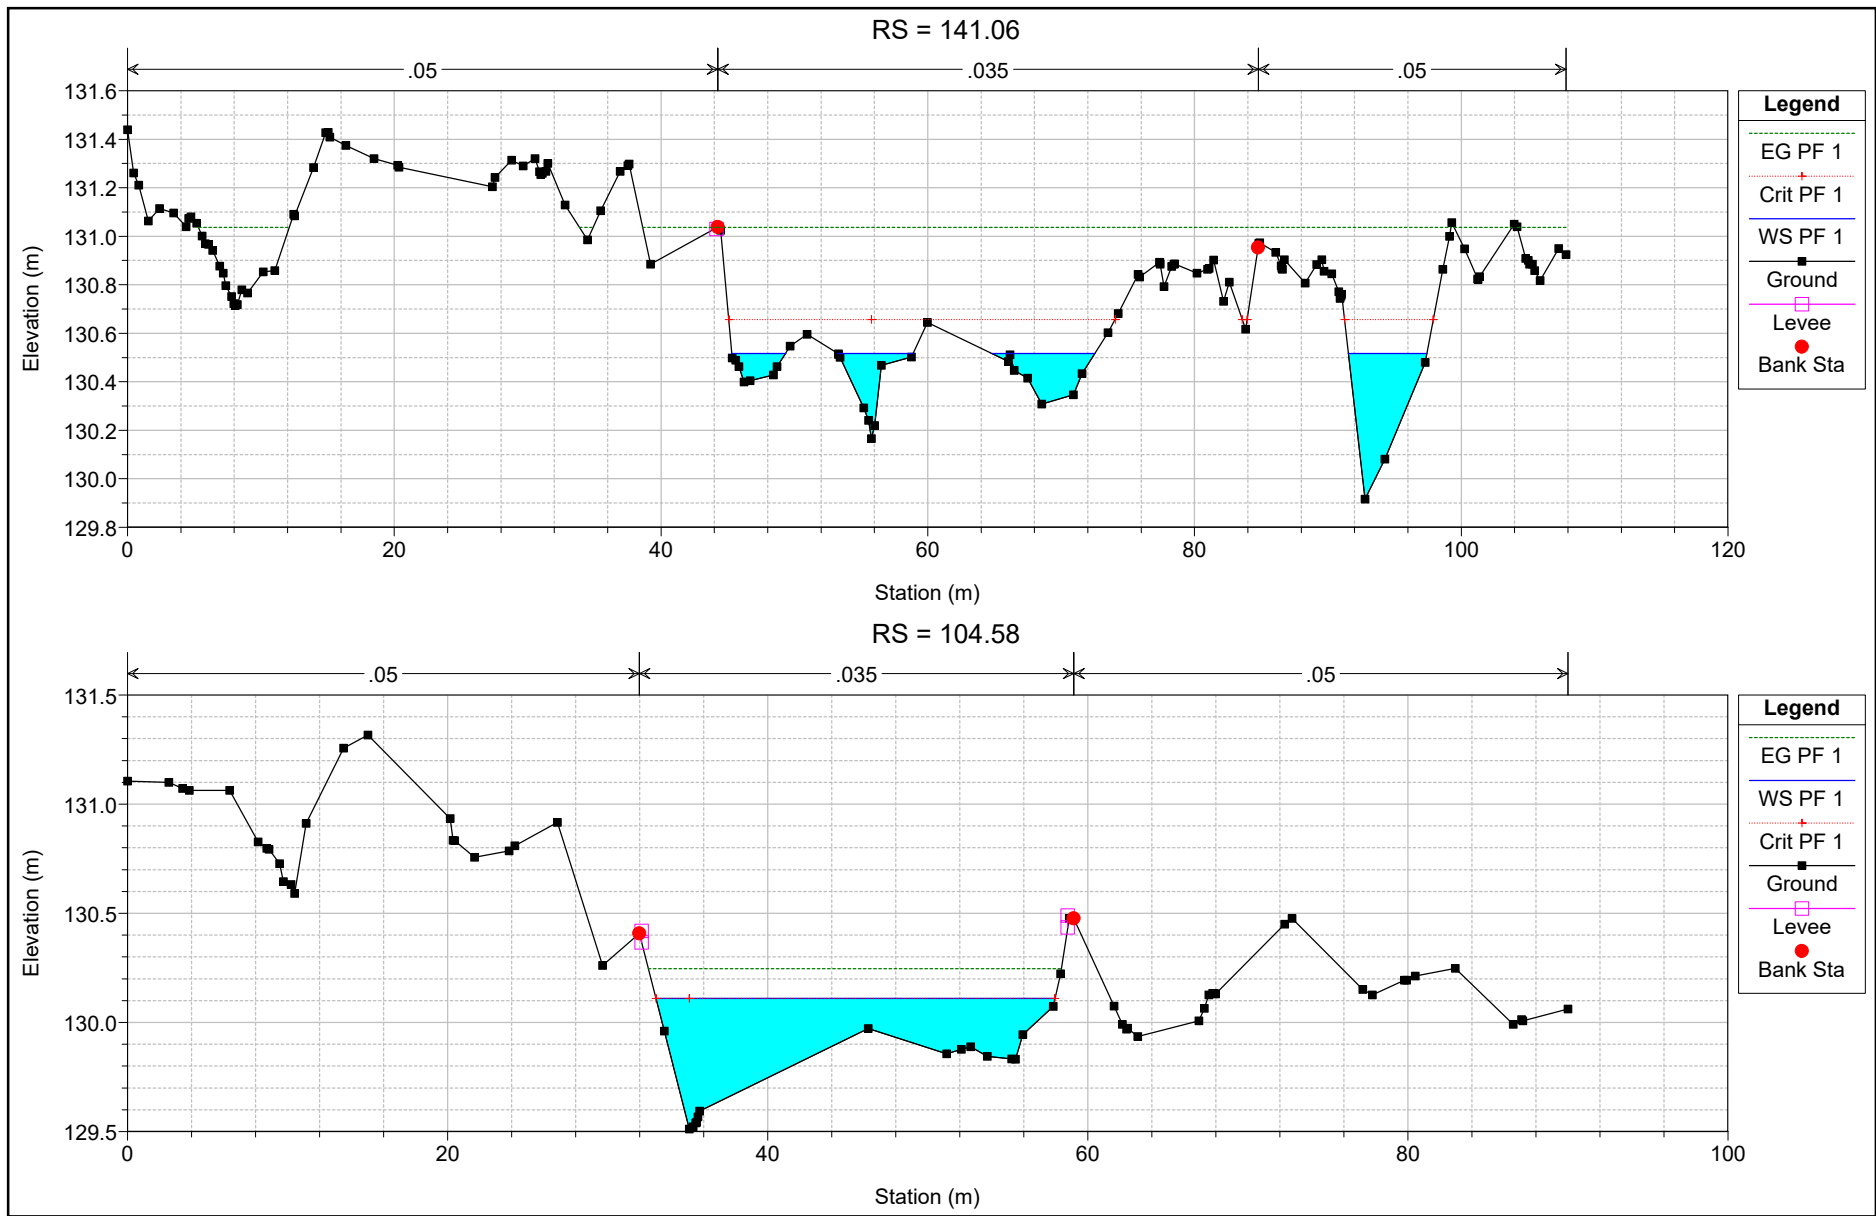 RS = 141.06
.05 .035 .05
Elevation (m)
131.6
131.4
131.2
131.0
130.8
130.6
130.4
130.2
130.0
129.8
0 20 40 60 80 100 120
Station (m)
Legend
EG PF 1
Crit PF 1
WS PF 1
Ground
Levee
Bank Sta
RS = 104.58
.05 .035 .05
Elevation (m)
131.5
131.0
130.5
130.0
129.5
0 20 40 60 80 100
Station (m)
Legend
EG PF 1
WS PF 1
Crit PF 1
Ground
Levee
Bank Sta